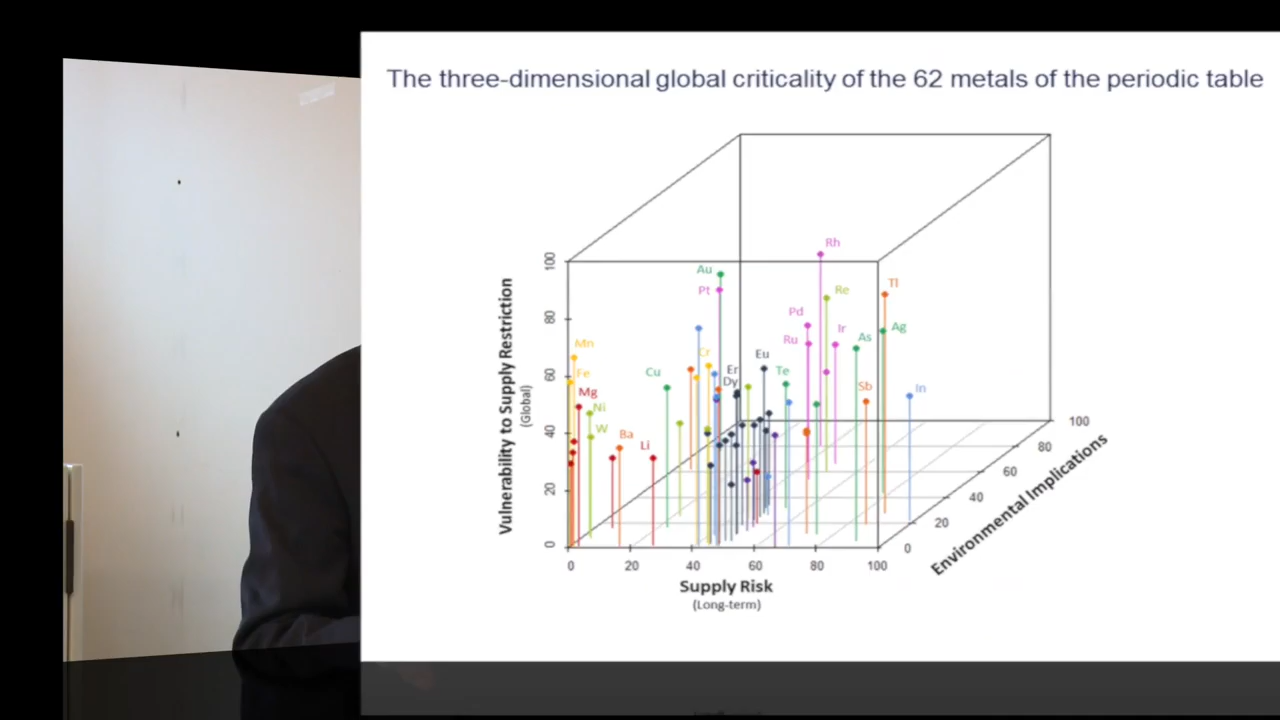 The three-dimensional global criticality of the 62 metals of the periodic table
Rh
Au
Tl
Pt
Re
Pd
Ag
Ir
Ru
As
Mn
Cr
Eu
Fe
Cu
Er
Te
Dy
Mg
Sb
In
Ni
W
Ba
Li
Vulnerability to Supply Restriction
(Global)
100
80
60
40
20
0
0 20 40 60 80 100
Supply Risk
(Long-term)
0
20
40
60
80
100
Environmental Implications